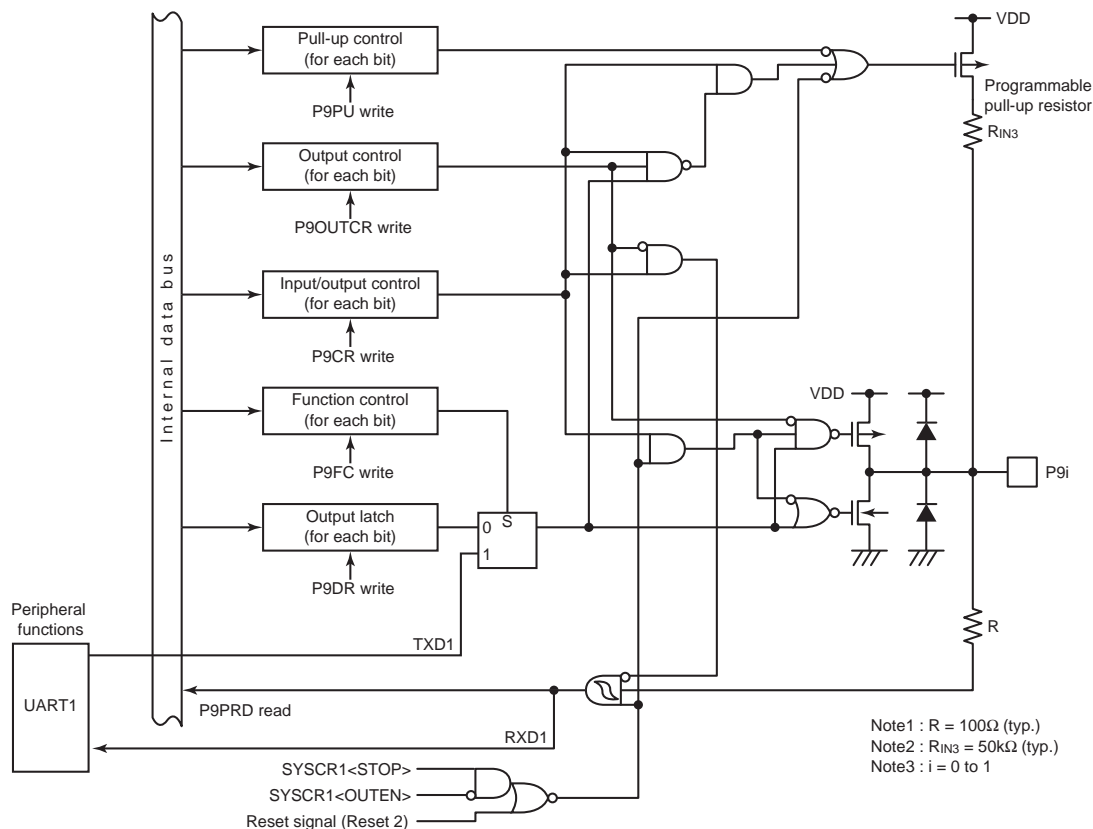 VDD
Pull-up control
(for each bit)
P9PU write
Programmable
pull-up resistor
RIN3
Output control
(for each bit)
P9OUTCR write
Internal data bus
Input/output control
(for each bit)
P9CR write
Function control
(for each bit)
P9FC write
VDD
P9i
Output latch
(for each bit)
P9DR write
0
S
1
Peripheral
functions
TXD1
R
UART1
P9PRD read
RXD1
Note1 : R = 100Ω (typ.)
Note2 : RIN3 = 50kΩ (typ.)
Note3 : i = 0 to 1
SYSCR1<STOP>
SYSCR1<OUTEN>
Reset signal (Reset 2)